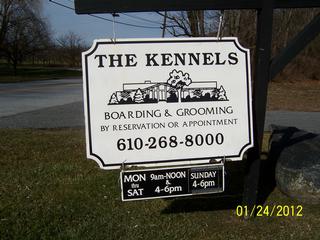 THE KENNELS
BOARDING & GROOMING
BY RESERVATION OR APPOINTMENT
610-268-8000
MON thru SAT
9am-NOON & 4-6pm
SUNDAY 4-6pm
01/24/2012